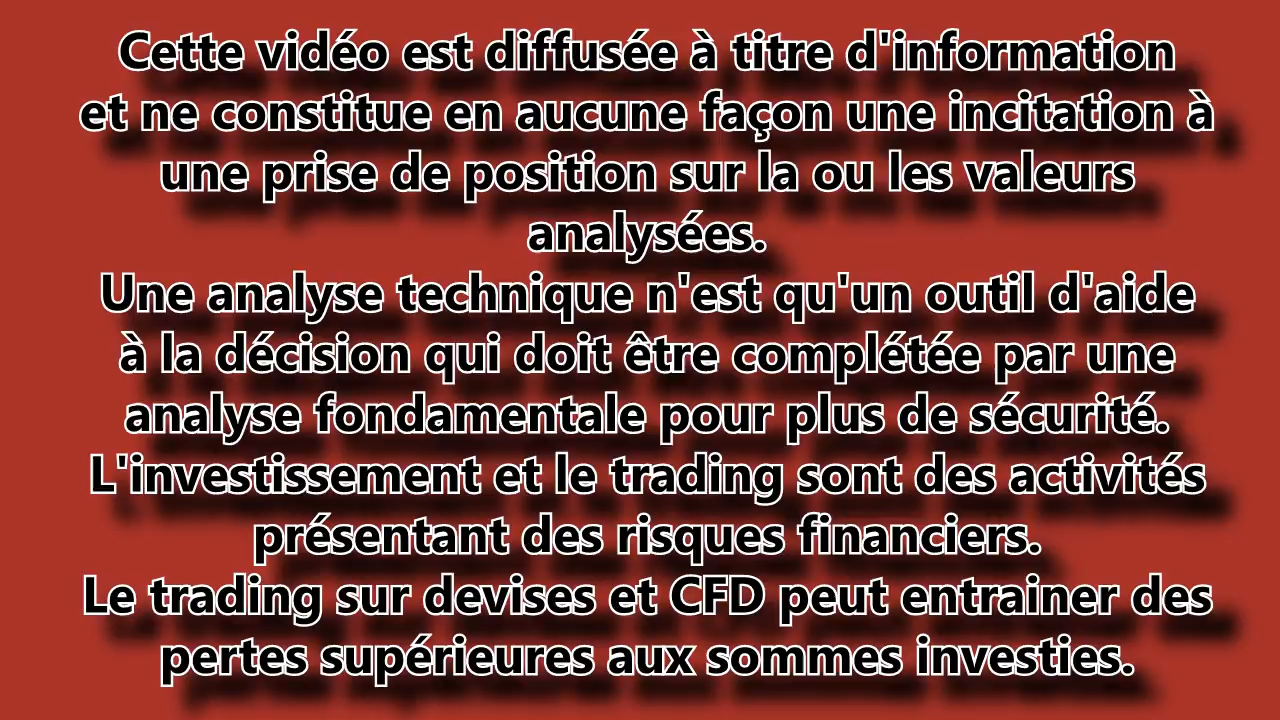 Cette vidéo est diffusée à titre d'information
et ne constitue en aucune façon une incitation à
une prise de position sur la ou les valeurs
analysées.
Une analyse technique n'est qu'un outil d'aide
à la décision qui doit être complétée par une
analyse fondamentale pour plus de sécurité.
L'investissement et le trading sont des activités
présentant des risques financiers.
Le trading sur devises et CFD peut entrainer des
pertes supérieures aux sommes investies.